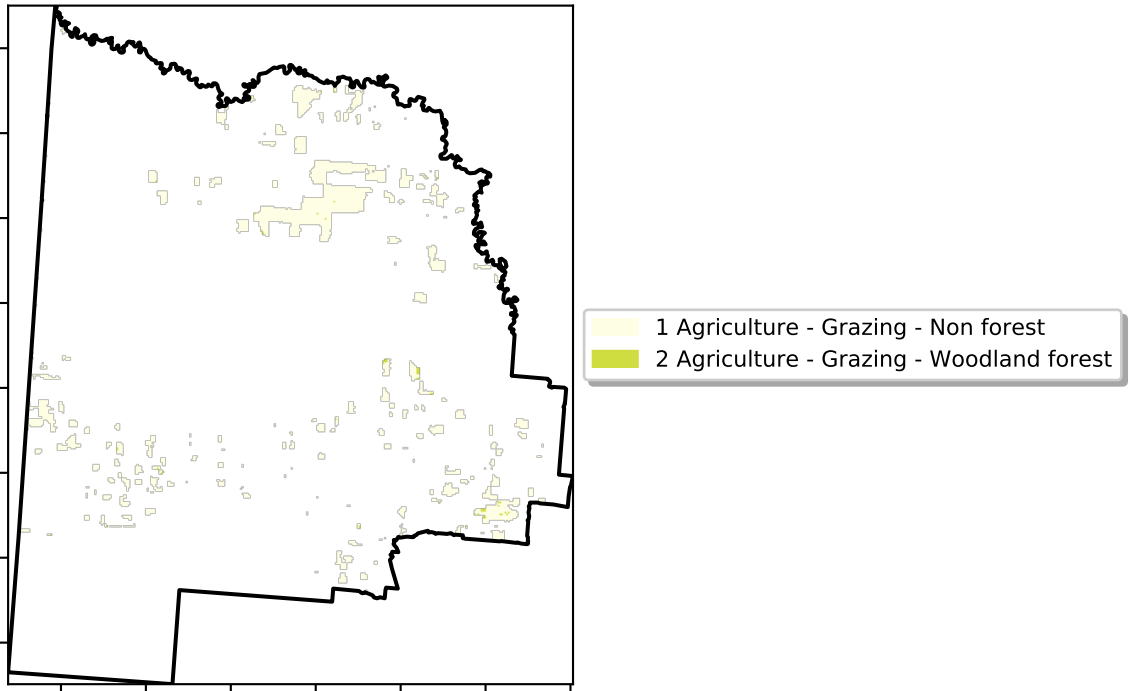 1 Agriculture - Grazing - Non forest
2 Agriculture - Grazing - Woodland forest